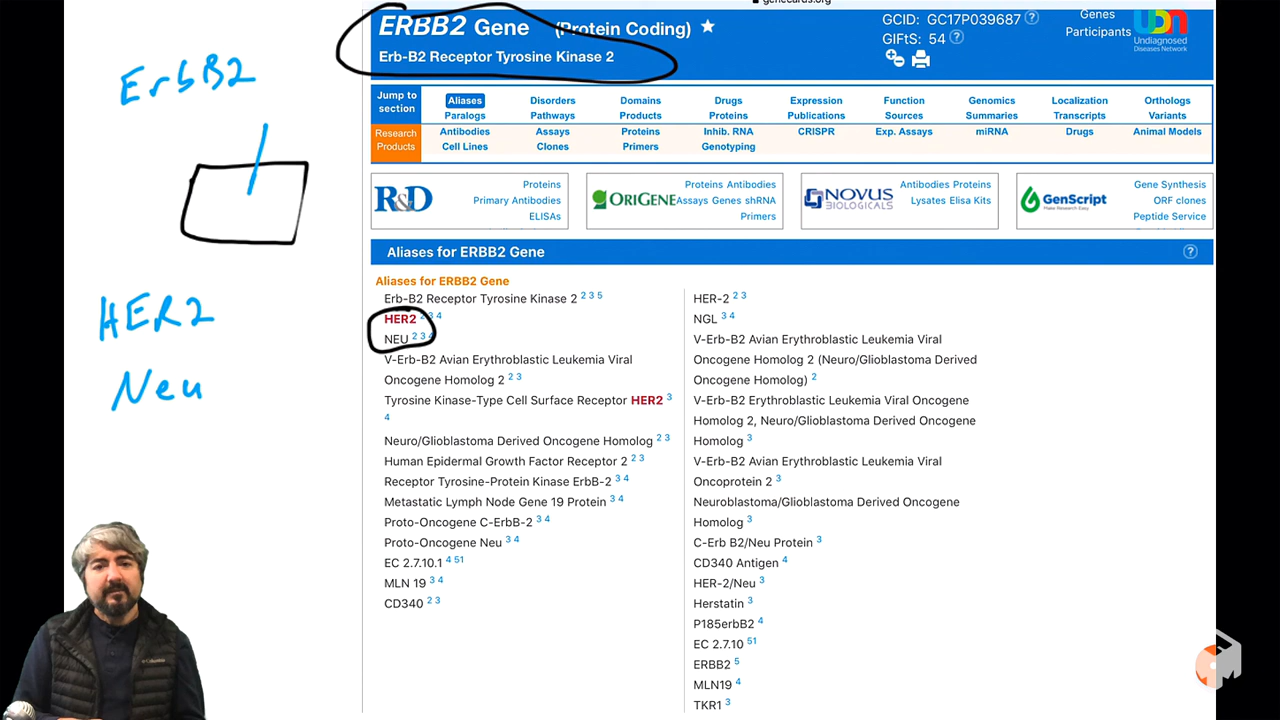 genecards.org
ERBB2 Gene (Protein Coding) ★
Erb-B2 Receptor Tyrosine Kinase 2
GCID: GC17P039687 ?
GIFtS: 54 ?
Genes
Participants
UDN
Undiagnosed
Diseases Network
Jump to
section
Aliases Disorders Domains Drugs Expression Function Genomics Localization Orthologs
Paralogs Pathways Products Proteins Publications Sources Summaries Transcripts Variants
Research
Products
Antibodies Assays Proteins Inhib. RNA CRISPR Exp. Assays miRNA Drugs Animal Models
Cell Lines Clones Primers Genotyping
R&D
Proteins
Primary Antibodies
ELISAs
ORIGENE
Proteins Antibodies
Assays Genes shRNA
Primers
NOVUS
BIOLOGICALS
Antibodies Proteins
Lysates Elisa Kits
GenScript
Make Research Easy
Gene Synthesis
ORF clones
Peptide Service
Aliases for ERBB2 Gene ?
Aliases for ERBB2 Gene
Erb-B2 Receptor Tyrosine Kinase 2 2 3 5
HER2 2 3 4
NEU 2 3 4
V-Erb-B2 Avian Erythroblastic Leukemia Viral
Oncogene Homolog 2 2 3
Tyrosine Kinase-Type Cell Surface Receptor HER2 3
4
Neuro/Glioblastoma Derived Oncogene Homolog 2 3
Human Epidermal Growth Factor Receptor 2 2 3
Receptor Tyrosine-Protein Kinase ErbB-2 3 4
Metastatic Lymph Node Gene 19 Protein 3 4
Proto-Oncogene C-ErbB-2 3 4
Proto-Oncogene Neu 3 4
EC 2.7.10.1 4 51
MLN 19 3 4
CD340 2 3
HER-2 2 3
NGL 3 4
V-Erb-B2 Avian Erythroblastic Leukemia Viral
Oncogene Homolog 2 (Neuro/Glioblastoma Derived
Oncogene Homolog) 2
V-Erb-B2 Erythroblastic Leukemia Viral Oncogene
Homolog 2, Neuro/Glioblastoma Derived Oncogene
Homolog 3
V-Erb-B2 Avian Erythroblastic Leukemia Viral
Oncoprotein 2 3
Neuroblastoma/Glioblastoma Derived Oncogene
Homolog 3
C-Erb B2/Neu Protein 3
CD340 Antigen 4
HER-2/Neu 3
Herstatin 3
P185erbB2 4
EC 2.7.10 51
ERBB2 5
MLN19 4
TKR1 3
ErbB2
HER2
Neu
Columbia